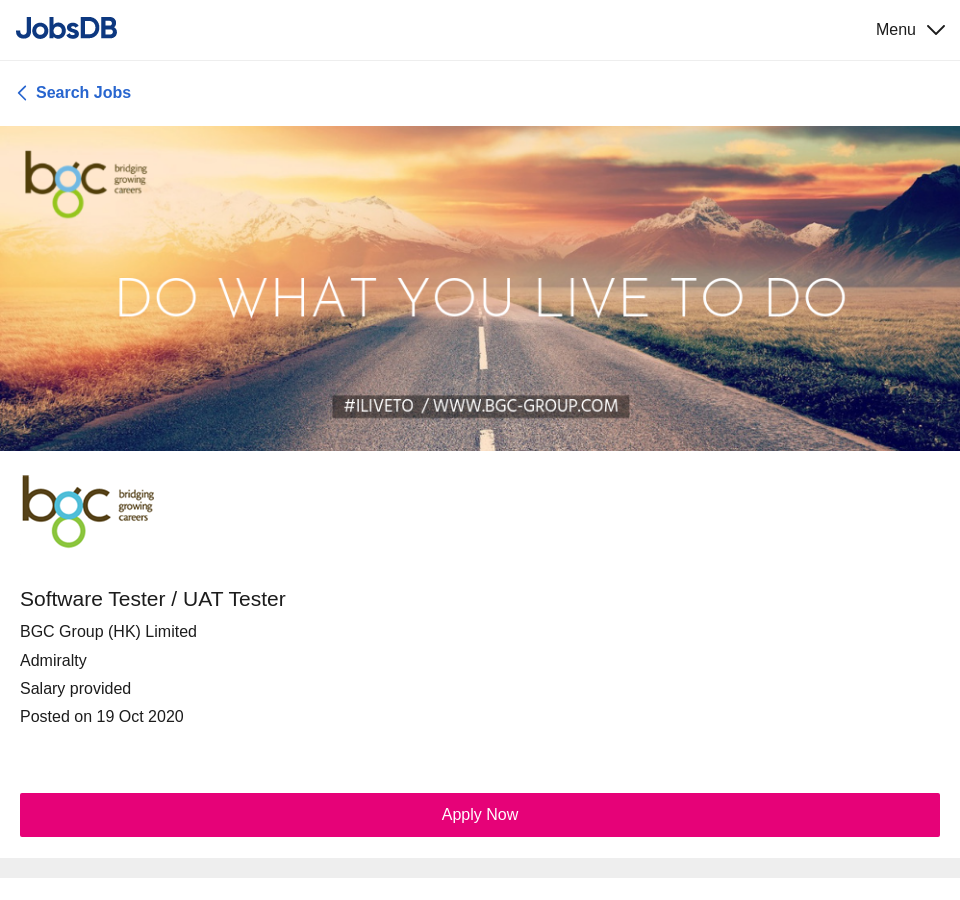 JobsDB
Menu
Search Jobs
bgc bridging growing careers
DO WHAT YOU LIVE TO DO
#ILIVETO / WWW.BGC-GROUP.COM
bgc bridging growing careers
Software Tester / UAT Tester
BGC Group (HK) Limited
Admiralty
Salary provided
Posted on 19 Oct 2020
Apply Now